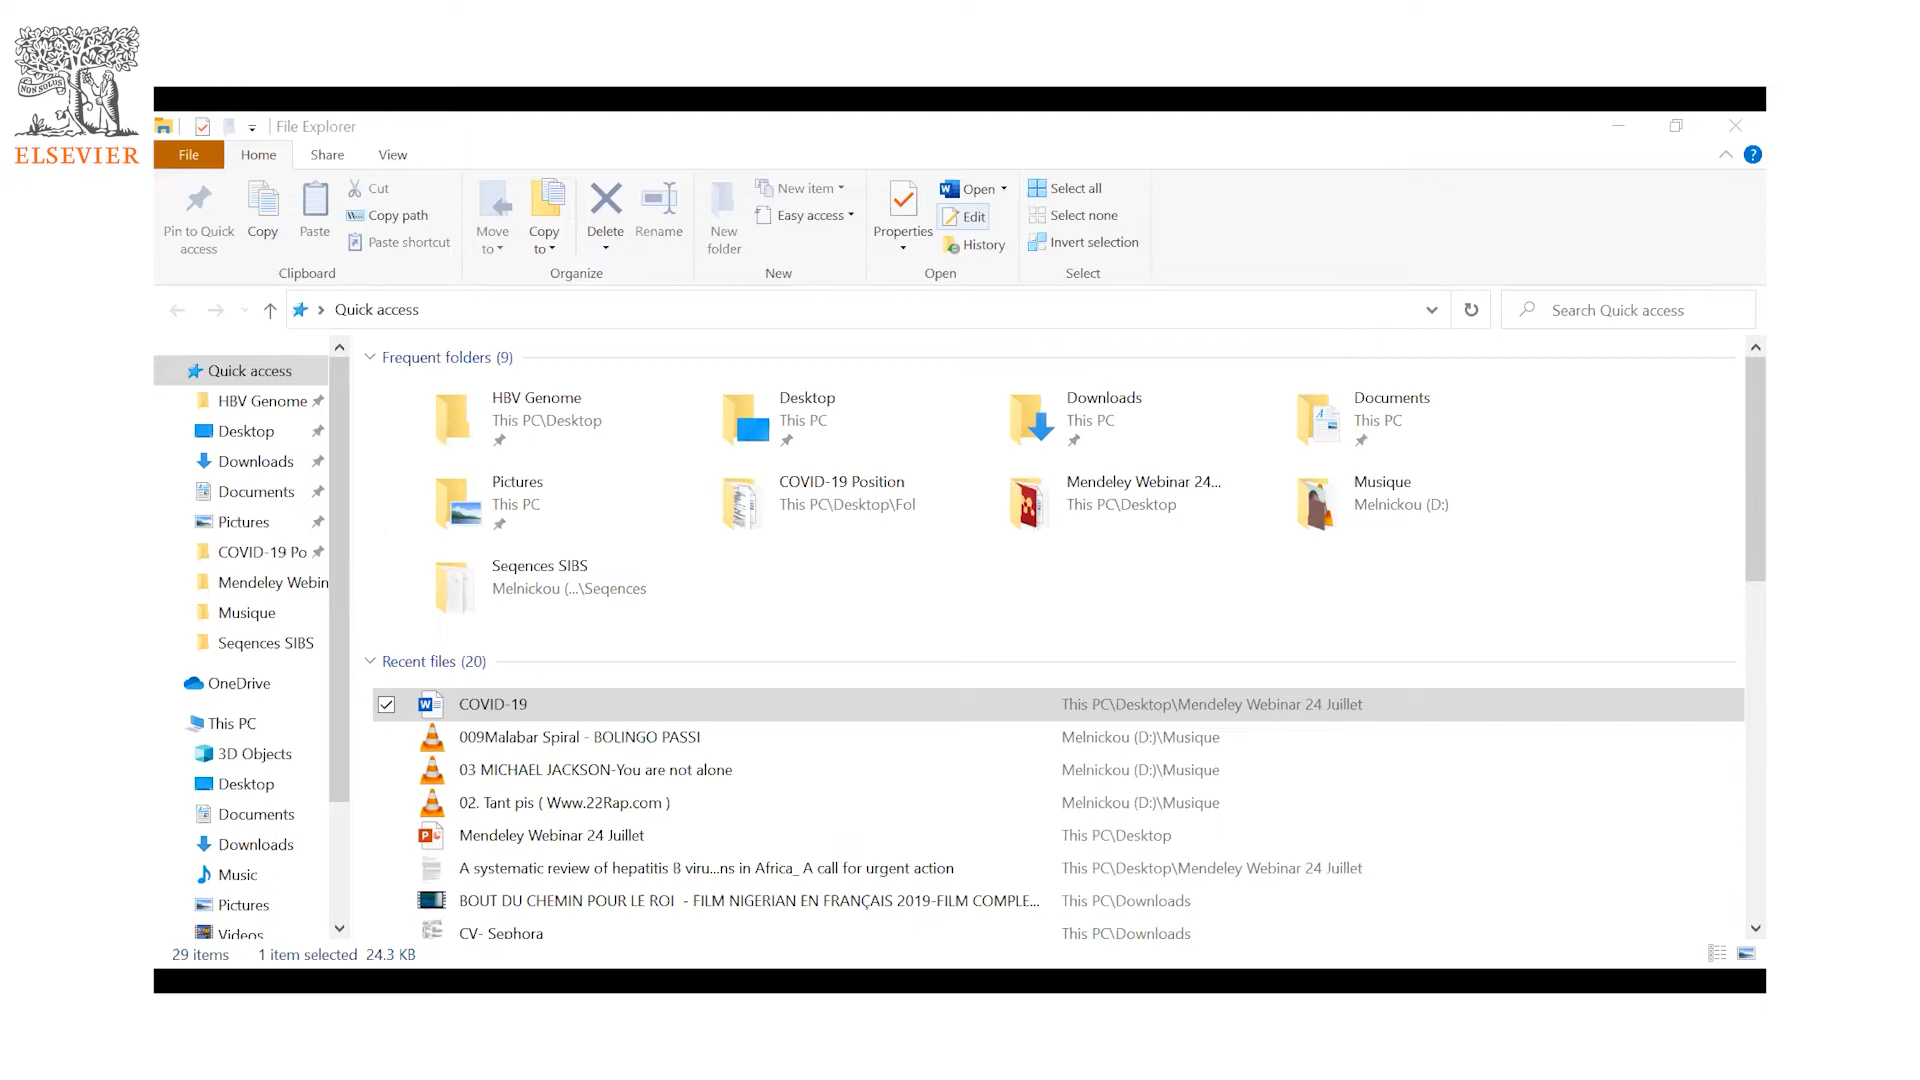 NON SOLUS
ELSEVIER
File Explorer
File
Home
Share
View
?
Pin to Quick
access
Copy
Paste
Cut
Copy path
Paste shortcut
Clipboard
Move
to
Copy
to
Delete
Rename
Organize
New
folder
New item
Easy access
New
Properties
Open
Edit
History
Open
Select all
Select none
Invert selection
Select
Quick access
Search Quick access
Quick access
HBV Genome
Desktop
Downloads
Documents
Pictures
COVID-19 Po
Mendeley Webin
Musique
Seqences SIBS
OneDrive
This PC
3D Objects
Desktop
Documents
Downloads
Music
Pictures
Videos
Frequent folders (9)
HBV Genome
This PC\Desktop
Desktop
This PC
Downloads
This PC
Documents
This PC
Pictures
This PC
COVID-19 Position
This PC\Desktop\Fol
Mendeley Webinar 24...
This PC\Desktop
Musique
Melnickou (D:)
Seqences SIBS
Melnickou (...\Seqences
Recent files (20)
COVID-19 This PC\Desktop\Mendeley Webinar 24 Juillet
009Malabar Spiral - BOLINGO PASSI Melnickou (D:)\Musique
03 MICHAEL JACKSON-You are not alone Melnickou (D:)\Musique
02. Tant pis ( Www.22Rap.com ) Melnickou (D:)\Musique
Mendeley Webinar 24 Juillet This PC\Desktop
A systematic review of hepatitis B viru...ns in Africa_ A call for urgent action This PC\Desktop\Mendeley Webinar 24 Juillet
BOUT DU CHEMIN POUR LE ROI - FILM NIGERIAN EN FRANÇAIS 2019-FILM COMPLE... This PC\Downloads
CV- Sephora This PC\Downloads
29 items 1 item selected 24.3 KB